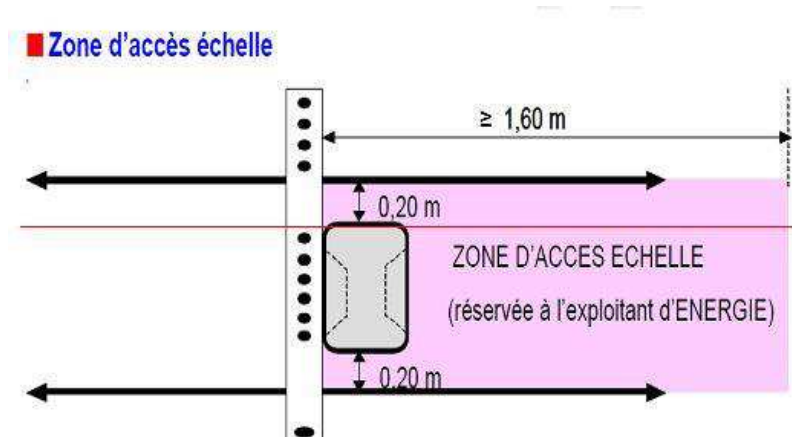 Zone d'accès échelle
≥ 1,60 m
0,20 m
ZONE D'ACCES ECHELLE
(réservée à l'exploitant d'ENERGIE)
0,20 m